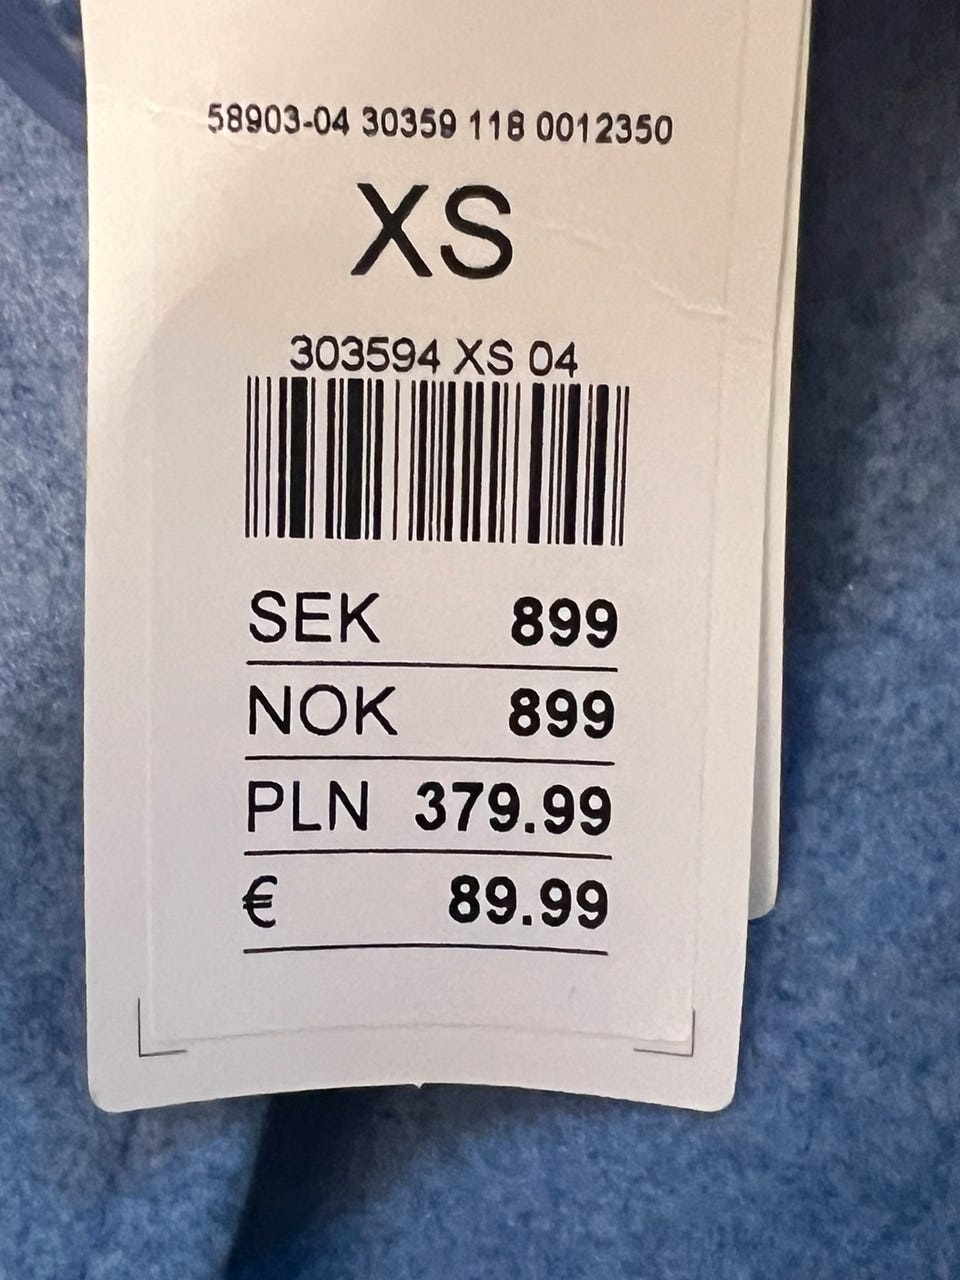 58903-04 30359 118 0012350
XS
303594 XS 04
SEK 899
NOK 899
PLN 379.99
€ 89.99